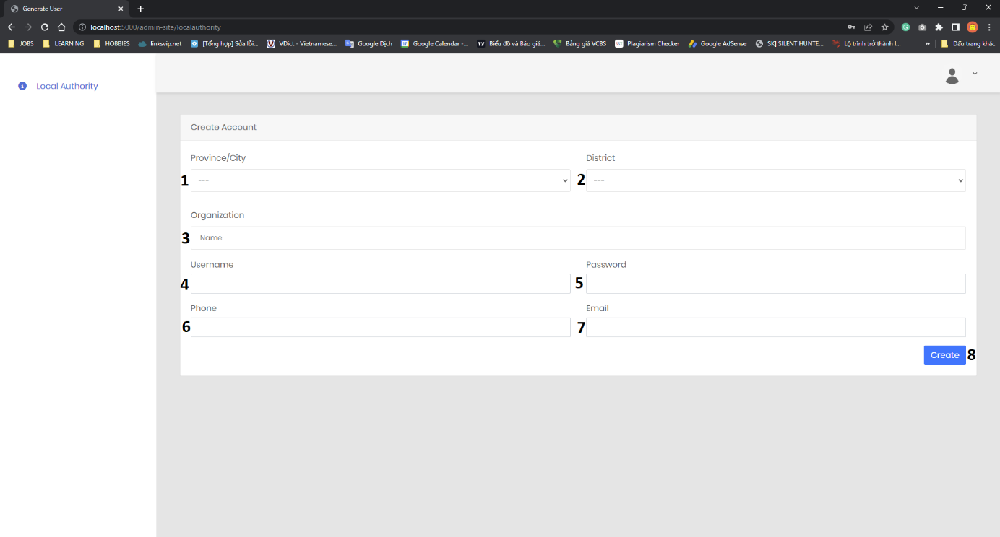 Generate User
localhost:5000/admin-site/localauthority
JOBS LEARNING HOBBIES linksvip.net [Tổng hợp] Sửa lỗi... VDict - Vietnamese... Google Dịch Google Calendar -... Biểu đồ và Báo giá... Bảng giá VCBS Plagiarism Checker Google AdSense SK] SILENT HUNTE... Lộ trình trở thành l... » Dấu trang khác
Local Authority
Create Account
Province/City District
1 --- 2 ---
Organization
3 Name
Username Password
4 5
Phone Email
6 7
Create 8